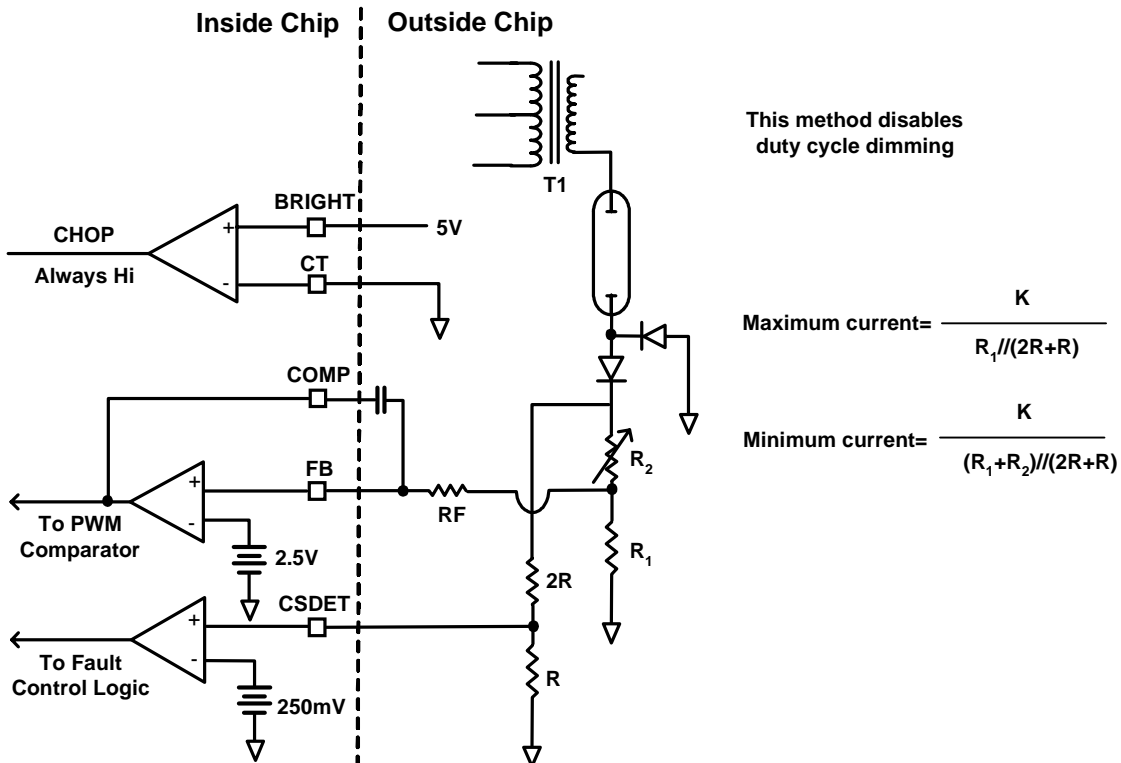 Inside Chip
Outside Chip
T1
This method disables
duty cycle dimming
BRIGHT
+
5V
CHOP
Always Hi
CT
-
Maximum current= K
R1//(2R+R)
COMP
Minimum current= K
(R1+R2)//(2R+R)
R2
FB
+
RF
To PWM
Comparator
-
2.5V
R1
2R
CSDET
+
To Fault
Control Logic
-
250mV
R